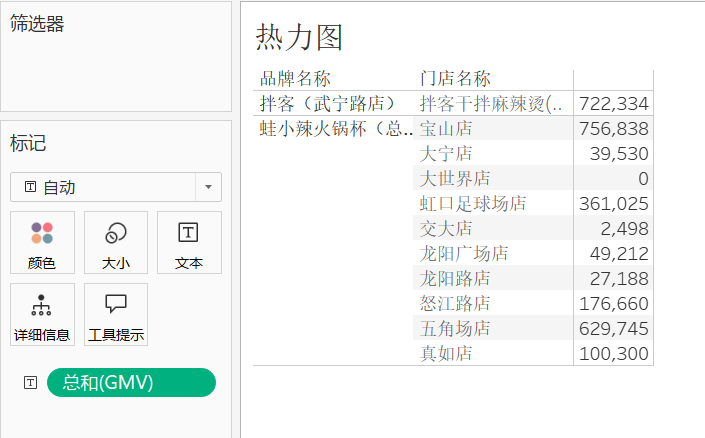 筛选器
标记
自动
颜色
大小
文本
详细信息
工具提示
总和(GMV)
热力图
品牌名称 门店名称
拌客（武宁路店） 拌客干拌麻辣烫(.. 722,334
蛙小辣火锅杯（总.. 宝山店 756,838
大宁店 39,530
大世界店 0
虹口足球场店 361,025
交大店 2,498
龙阳广场店 49,212
龙阳路店 27,188
怒江路店 176,660
五角场店 629,745
真如店 100,300